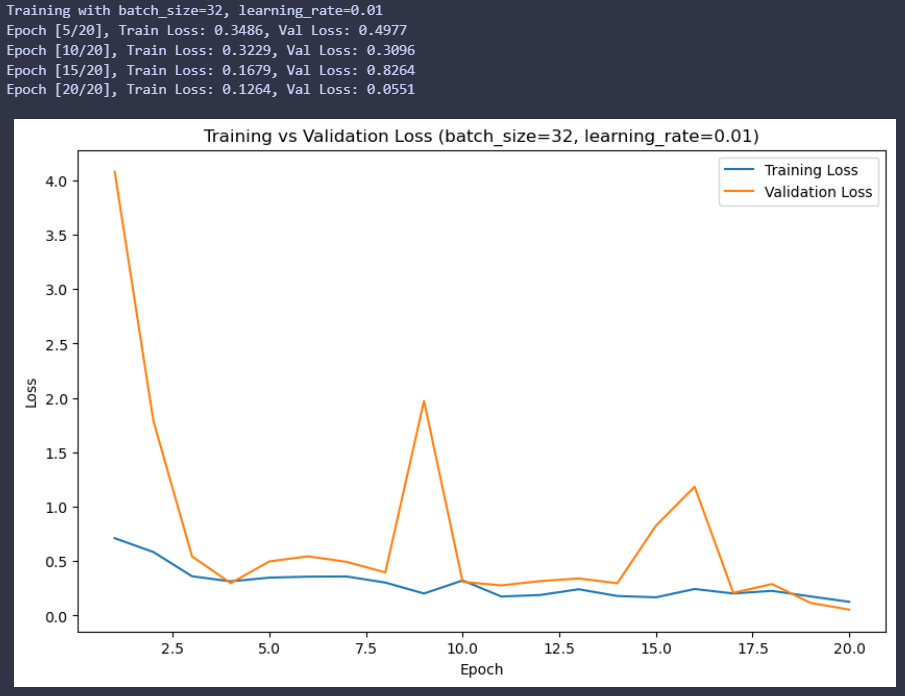 Training with batch_size=32, learning_rate=0.01
Epoch [5/20], Train Loss: 0.3486, Val Loss: 0.4977
Epoch [10/20], Train Loss: 0.3229, Val Loss: 0.3096
Epoch [15/20], Train Loss: 0.1679, Val Loss: 0.8264
Epoch [20/20], Train Loss: 0.1264, Val Loss: 0.0551
Training vs Validation Loss (batch_size=32, learning_rate=0.01)
Training Loss
Validation Loss
4.0
3.5
3.0
2.5
2.0
1.5
1.0
0.5
0.0
Loss
2.5 5.0 7.5 10.0 12.5 15.0 17.5 20.0
Epoch